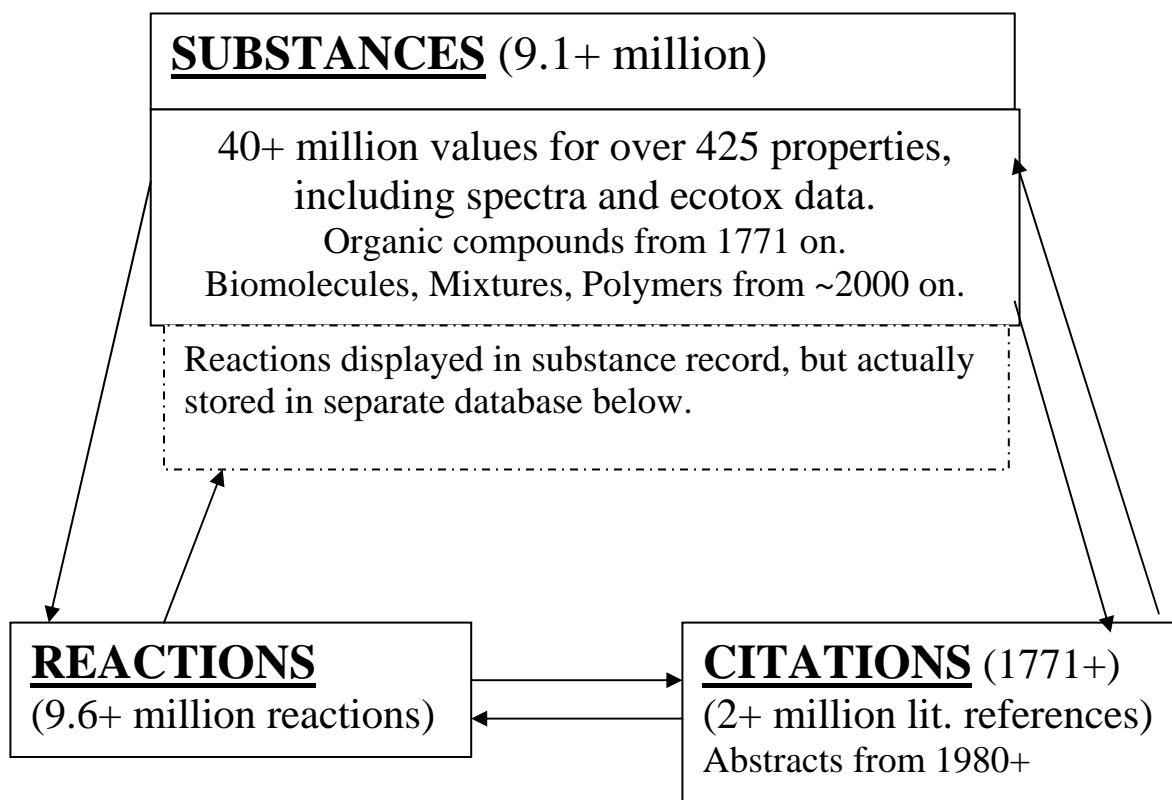 SUBSTANCES (9.1+ million)
40+ million values for over 425 properties,
including spectra and ecotox data.
Organic compounds from 1771 on.
Biomolecules, Mixtures, Polymers from ~2000 on.
Reactions displayed in substance record, but actually
stored in separate database below.
REACTIONS
(9.6+ million reactions)
CITATIONS (1771+)
(2+ million lit. references)
Abstracts from 1980+